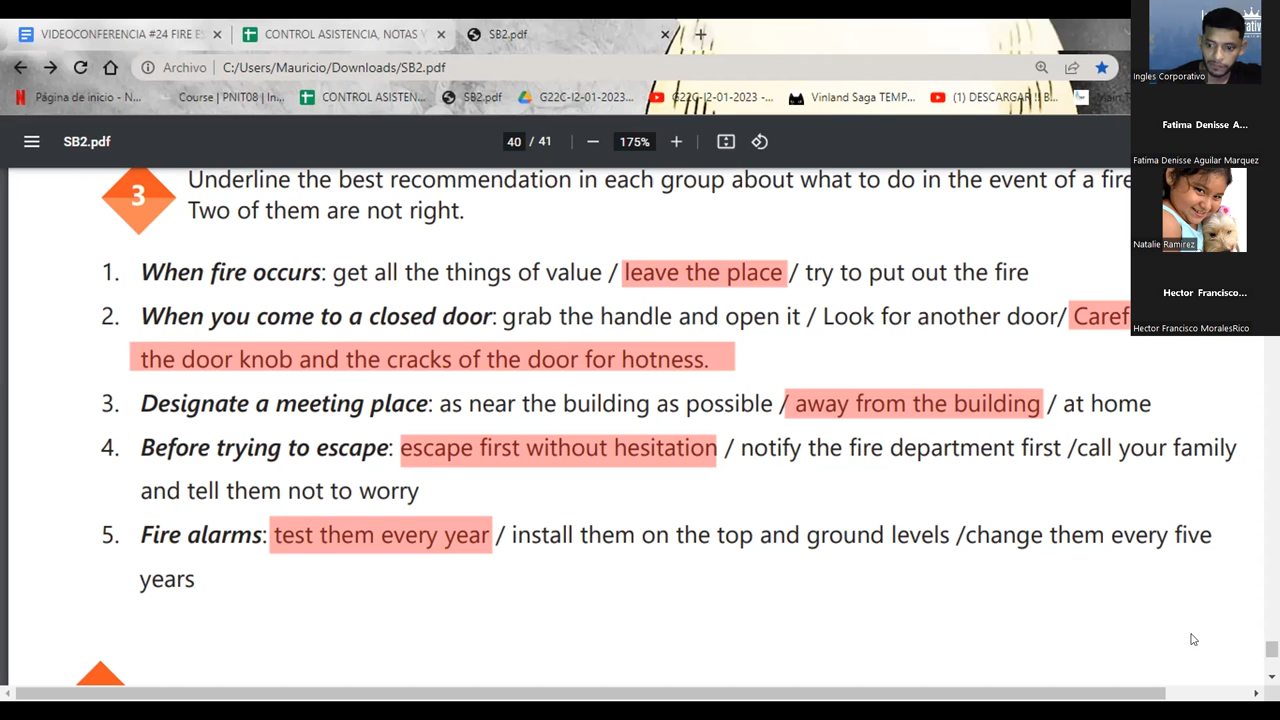 VIDEOCONFERENCIA #24 FIRE E
CONTROL ASISTENCIA, NOTAS Y
SB2.pdf
Archivo
C:/Users/Mauricio/Downloads/SB2.pdf
Página de inicio - N...
Course | PNIT08 | In...
CONTROL ASISTEN...
SB2.pdf
G22C-I2-01-2023 -...
G22C-I2-01-2023 -...
Vinland Saga TEMP...
(1) DESCARGAR !! B...
SB2.pdf
40 / 41
175%
3
Underline the best recommendation in each group about what to do in the event of a fire
Two of them are not right.
1. When fire occurs: get all the things of value / leave the place / try to put out the fire
2. When you come to a closed door: grab the handle and open it / Look for another door/ Caref
the door knob and the cracks of the door for hotness.
3. Designate a meeting place: as near the building as possible / away from the building / at home
4. Before trying to escape: escape first without hesitation / notify the fire department first /call your family
and tell them not to worry
5. Fire alarms: test them every year / install them on the top and ground levels /change them every five
years
Ingles Corporativo
Fatima Denisse A...
Fatima Denisse Aguilar Marquez
Natalie Ramirez
Hector Francisco...
Hector Francisco MoralesRico